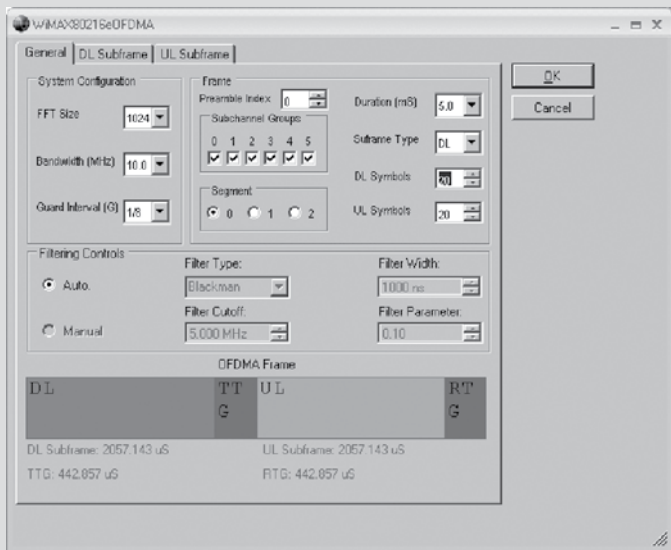 WiMAX80216eOFDMA
General DL Subframe UL Subframe
System Configuration
FFT Size 1024
Bandwidth (MHz) 10.0
Guard Interval (G) 1/8
Frame
Preamble Index 0
Subchannel Groups
0 1 2 3 4 5
Segment
0 1 2
Duration (mS) 5.0
Suframe Type DL
DL Symbols 20
UL Symbols 20
OK
Cancel
Filtering Controls
Auto.
Manual
Filter Type:
Blackman
Filter Width:
1000 ns
Filter Cutoff:
5.000 MHz
Filter Parameter:
0.10
OFDMA Frame
DL TT UL RT
G G
DL Subframe: 2057.143 uS UL Subframe: 2057.143 uS
TTG: 442.857 uS RTG: 442.857 uS